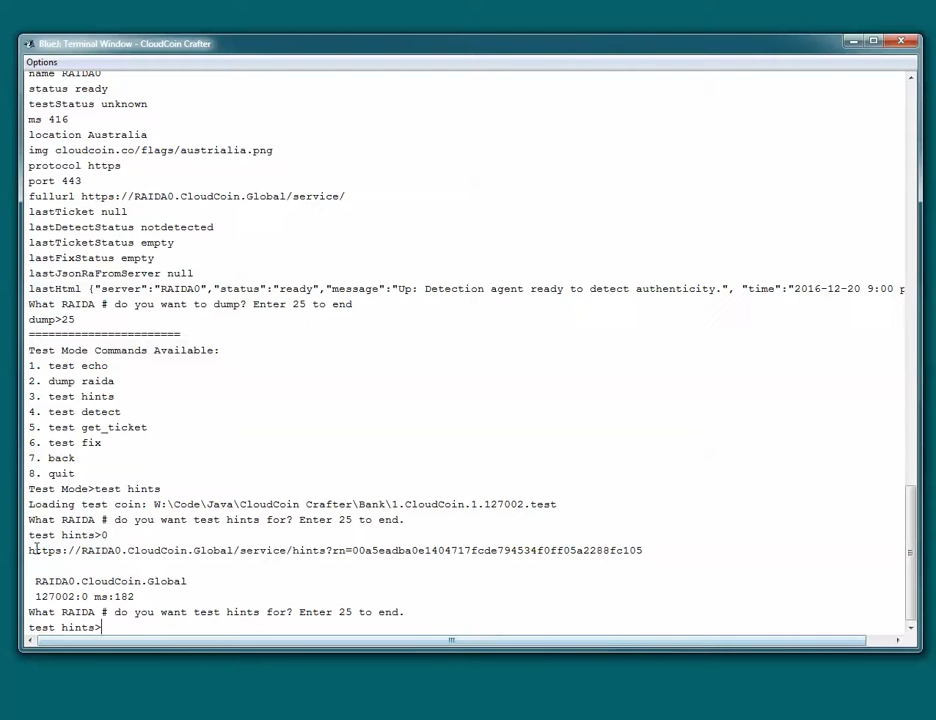 BlueJ: Terminal Window - CloudCoin Crafter
Options
name RAIDA0
status ready
testStatus unknown
ms 416
location Australia
img cloudcoin.co/flags/austrialia.png
protocol https
port 443
fullurl https://RAIDA0.CloudCoin.Global/service/
lastTicket null
lastDetectStatus notdetected
lastTicketStatus empty
lastFixStatus empty
lastJsonRaFromServer null
lastHtml {"server":"RAIDA0","status":"ready","message":"Up: Detection agent ready to detect authenticity.", "time":"2016-12-20 9:00 p
What RAIDA # do you want to dump? Enter 25 to end
dump>25
=======================
Test Mode Commands Available:
1. test echo
2. dump raida
3. test hints
4. test detect
5. test get_ticket
6. test fix
7. back
8. quit
Test Mode>test hints
Loading test coin: W:\Code\Java\CloudCoin Crafter\Bank\1.CloudCoin.1.127002.test
What RAIDA # do you want test hints for? Enter 25 to end.
test hints>0
https://RAIDA0.CloudCoin.Global/service/hints?rn=00a5eadba0e1404717fcde794534f0ff05a2288fc105
RAIDA0.CloudCoin.Global
127002:0 ms:182
What RAIDA # do you want test hints for? Enter 25 to end.
test hints>